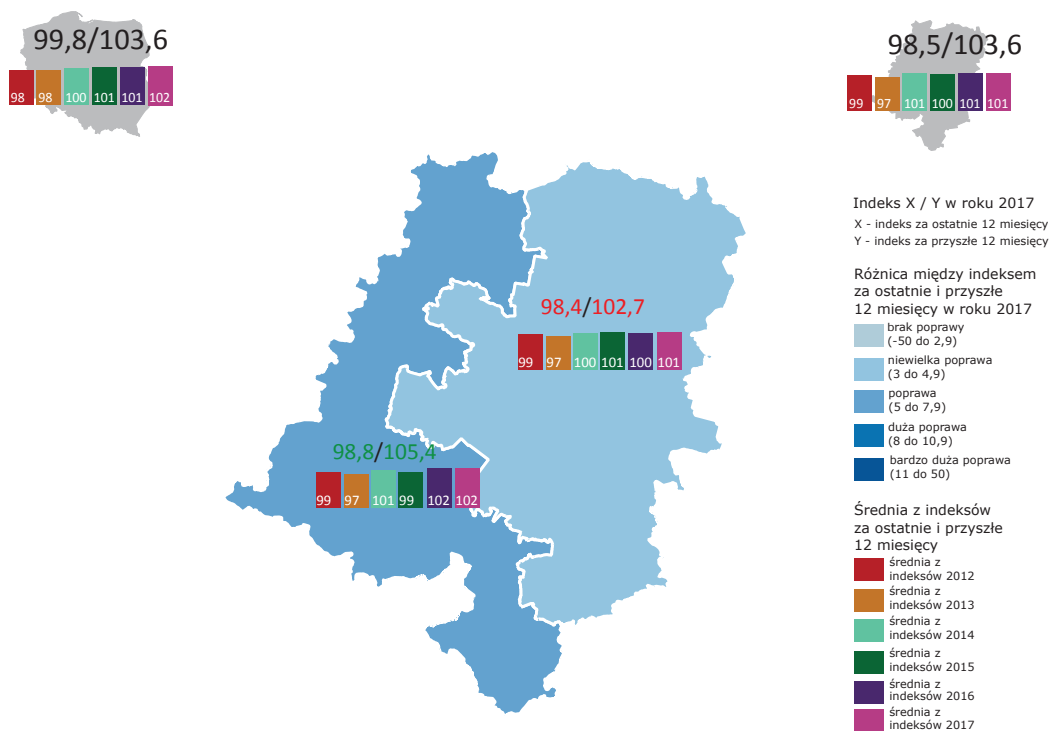 99,8/103,6
98 98 100 101 101 102
98,5/103,6
99 97 101 100 101 101
98,4/102,7
99 97 100 101 100 101
98,8/105,4
99 97 101 99 102 102
Indeks X / Y w roku 2017
X - indeks za ostatnie 12 miesięcy
Y - indeks za przyszłe 12 miesięcy
Różnica między indeksem
za ostatnie i przyszłe
12 miesięcy w roku 2017
brak poprawy
(-50 do 2,9)
niewielka poprawa
(3 do 4,9)
poprawa
(5 do 7,9)
duża poprawa
(8 do 10,9)
bardzo duża poprawa
(11 do 50)
Średnia z indeksów
za ostatnie i przyszłe
12 miesięcy
średnia z
indeksów 2012
średnia z
indeksów 2013
średnia z
indeksów 2014
średnia z
indeksów 2015
średnia z
indeksów 2016
średnia z
indeksów 2017